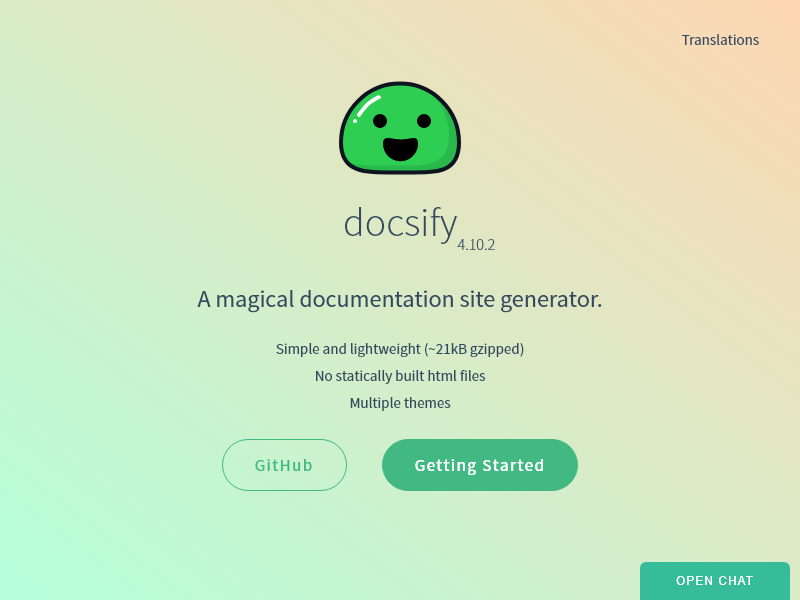 Translations
docsify 4.10.2
A magical documentation site generator.
Simple and lightweight (~21kB gzipped)
No statically built html files
Multiple themes
GitHub Getting Started
OPEN CHAT